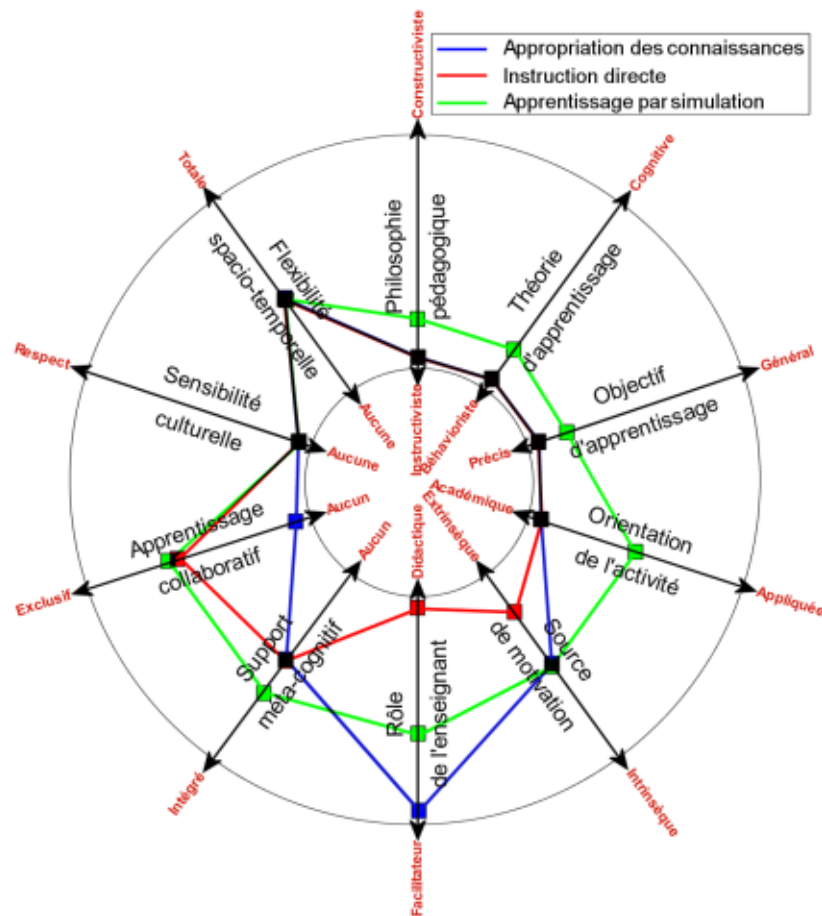 Appropriation des connaissances
Instruction directe
Apprentissage par simulation
Constructiviste
Philosophie
pédagogique
Instructiviste
Cognitive
Théorie
d'apprentissage
Béhavioriste
Général
Objectif
d'apprentissage
Précis
Appliquée
Orientation
de l'activité
Académique
Intrinsèque
Source
de motivation
Extrinsèque
Facilitateur
Rôle
de l'enseignant
Didactique
Intégré
Support
méta-cognitif
Aucun
Exclusif
Apprentissage
collaboratif
Aucun
Respect
Sensibilité
culturelle
Aucune
Totale
Flexibilité
spacio-temporelle
Aucune